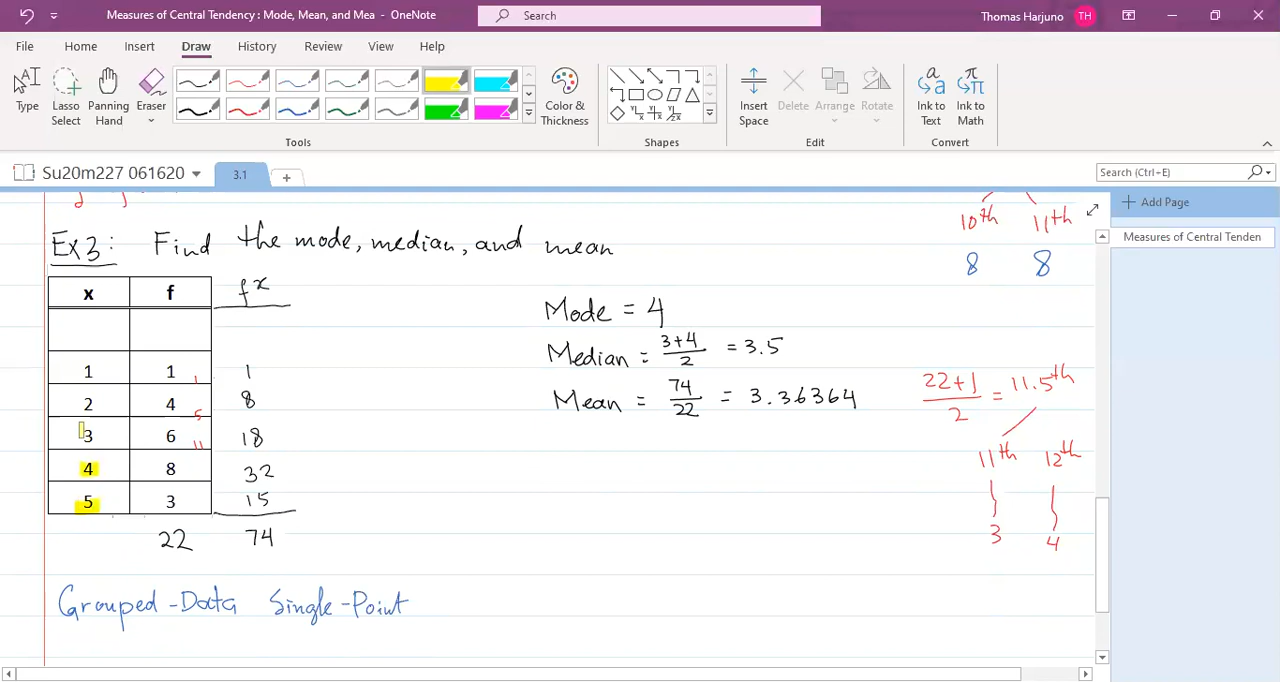 Measures of Central Tendency : Mode, Mean, and Mea - OneNote
Search
Thomas Harjuno TH
File Home Insert Draw History Review View Help
Type Lasso Select Panning Hand Eraser Color & Thickness Insert Space Delete Arrange Rotate Ink to Text Ink to Math
Tools Shapes Edit Convert
Su20m227 061620 3.1 Search (Ctrl+E)
Add Page
Measures of Central Tenden
10th 11th
8 8
Ex3: Find the mode, median, and mean
x f fx
1 1 1 1
2 4 5 8
3 6 11 18
4 8 32
5 3 15
22 74
Mode = 4
Median = 3+4/2 = 3.5
Mean = 74/22 = 3.36364
22+1/2 = 11.5th
11th 12th
3 4
Grouped-Data Single-Point